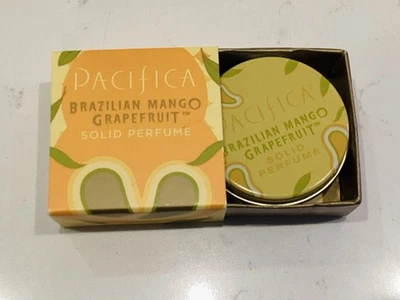 PACIFICA
BRAZILIAN MANGO
GRAPEFRUIT™
SOLID PERFUME
PACIFICA
BRAZILIAN MANGO
GRAPEFRUIT™
SOLID
PERFUME